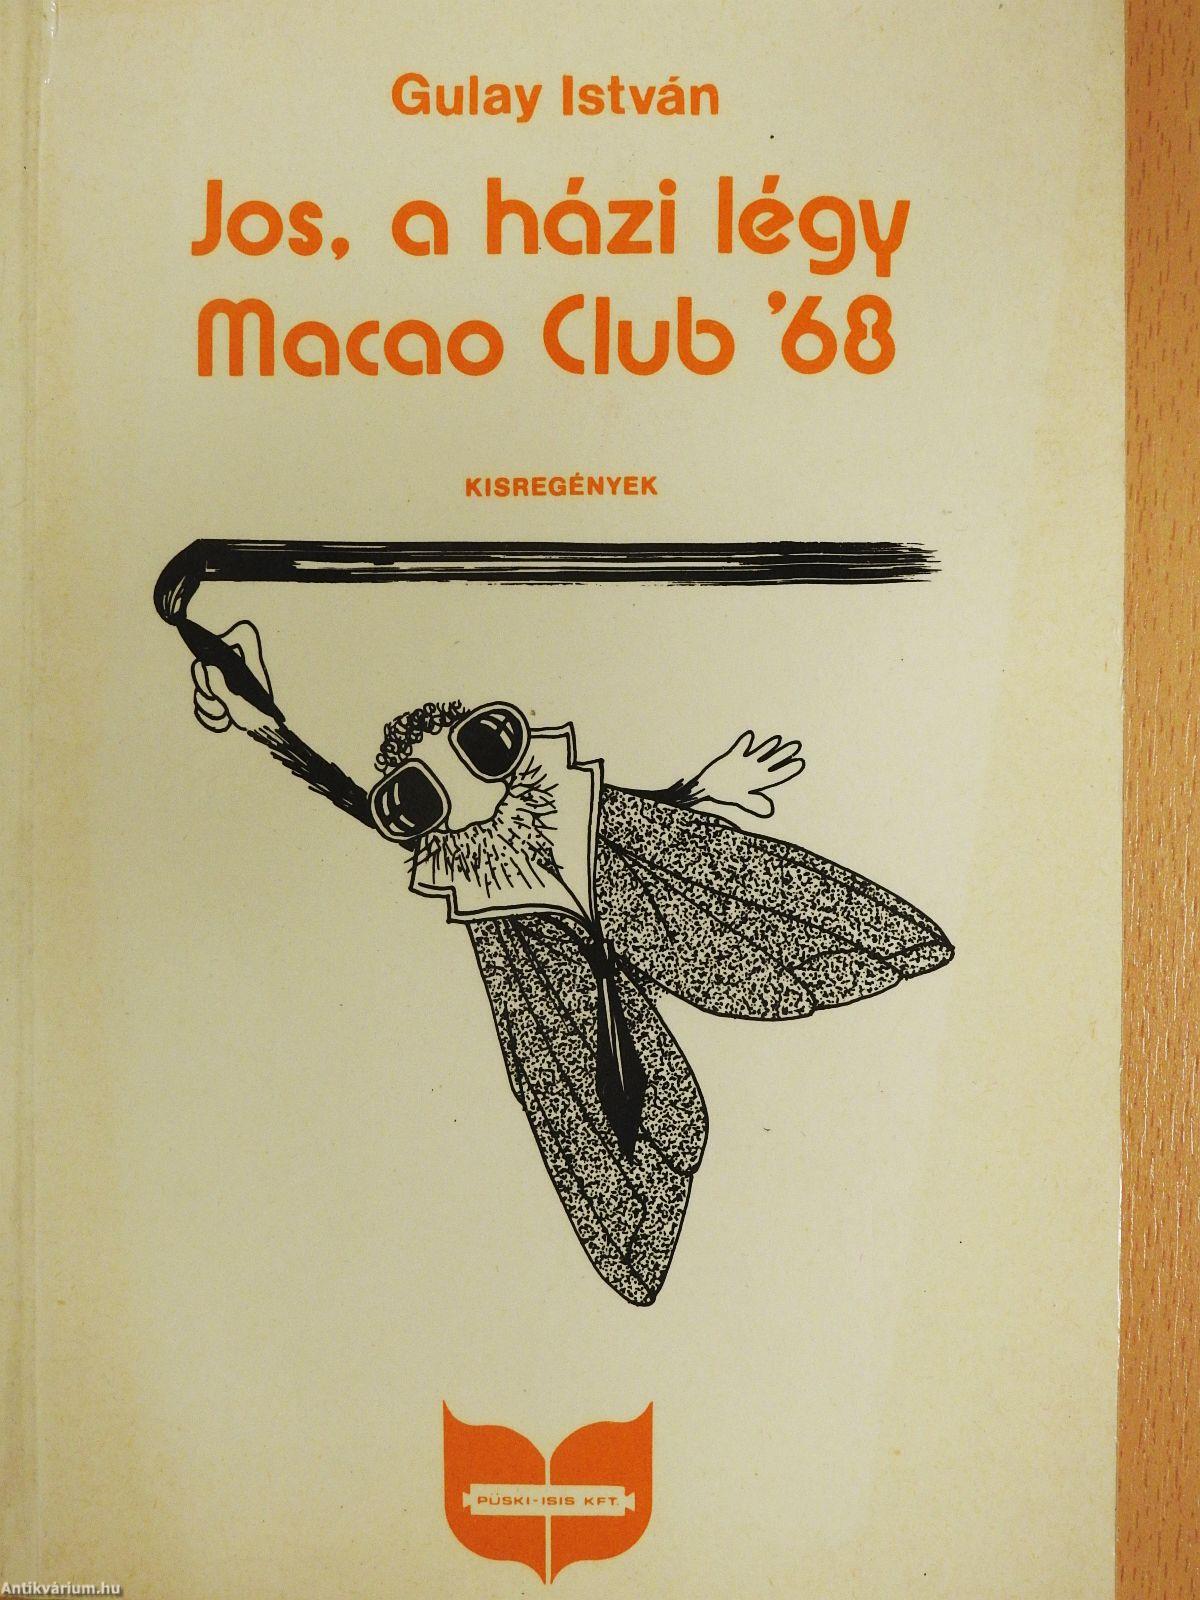 Gulay István
Jos, a házi légy
Macao Club '68
KISREGÉNYEK
PÜSKI-ISIS KFT.
Antikvárium.hu